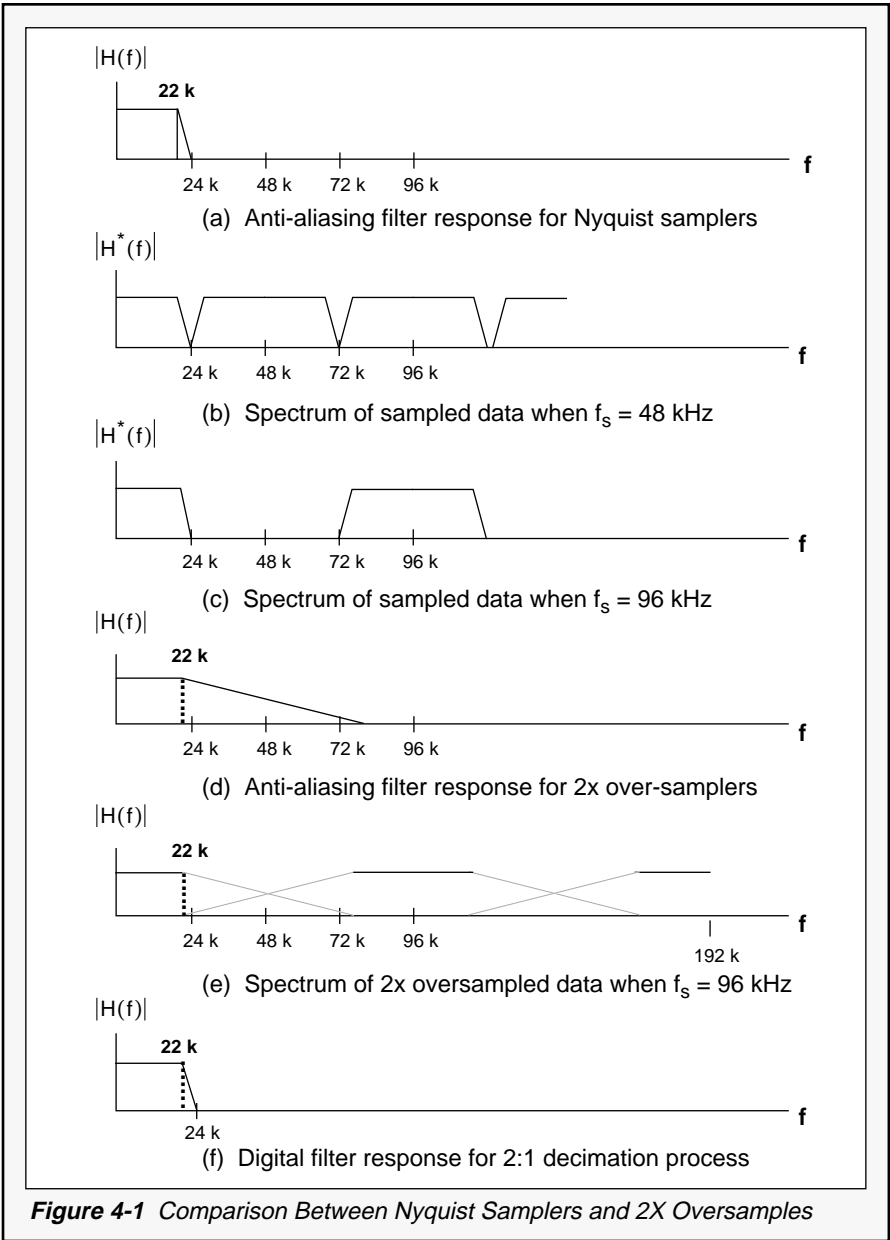 |H(f)|
22 k
f
24 k 48 k 72 k 96 k
(a) Anti-aliasing filter response for Nyquist samplers
|H*(f)|
f
24 k 48 k 72 k 96 k
(b) Spectrum of sampled data when fs = 48 kHz
|H*(f)|
f
24 k 48 k 72 k 96 k
(c) Spectrum of sampled data when fs = 96 kHz
|H(f)|
22 k
f
24 k 48 k 72 k 96 k
(d) Anti-aliasing filter response for 2x over-samplers
|H(f)|
22 k
f
24 k 48 k 72 k 96 k
192 k
(e) Spectrum of 2x oversampled data when fs = 96 kHz
|H(f)|
22 k
f
24 k
(f) Digital filter response for 2:1 decimation process
Figure 4-1 Comparison Between Nyquist Samplers and 2X Oversamples